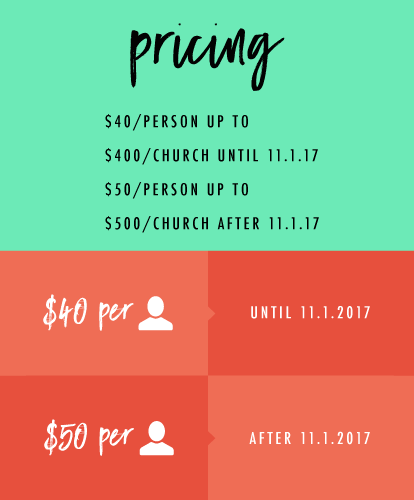 pricing
$40/PERSON UP TO
$400/CHURCH UNTIL 11.1.17
$50/PERSON UP TO
$500/CHURCH AFTER 11.1.17
$40 per
UNTIL 11.1.2017
$50 per
AFTER 11.1.2017